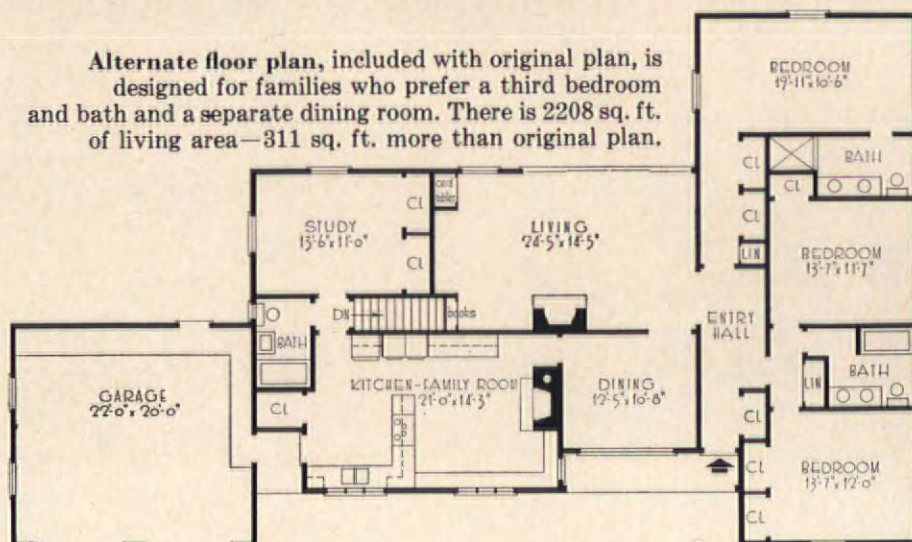 Alternate floor plan, included with original plan, is
designed for families who prefer a third bedroom
and bath and a separate dining room. There is 2208 sq. ft.
of living area—311 sq. ft. more than original plan.
BEDROOM
19'-11"x10'-6"
CL
BATH
CL
CL
LIN
BEDROOM
13'-7"x11'-7"
STUDY
13'-6"x11'-0"
CL
CL
card
tables
LIVING
24'-5"x14'-5"
DN
books
ENTRY
HALL
BATH
CL
GARAGE
22'-0"x20'-0"
KITCHEN-FAMILY ROOM
21'-0"x14'-3"
DINING
12'-5"x10'-8"
LIN
BATH
CL
CL
CL
BEDROOM
13'-7"x12'-0"